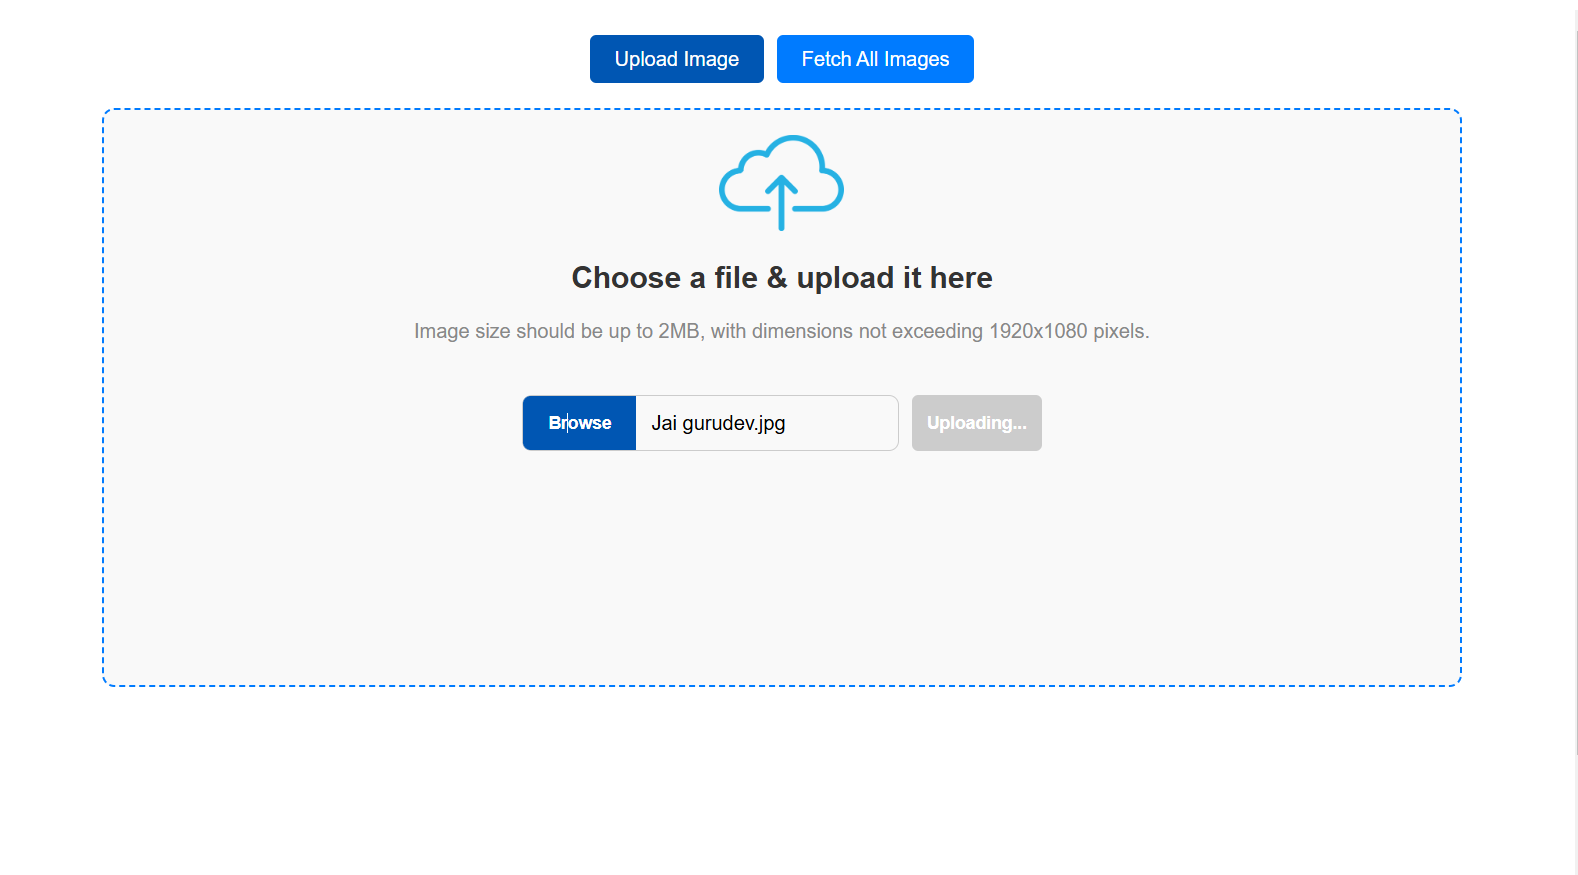 Upload Image Fetch All Images
Choose a file & upload it here
Image size should be up to 2MB, with dimensions not exceeding 1920x1080 pixels.
Browse Jai gurudev.jpg Uploading...